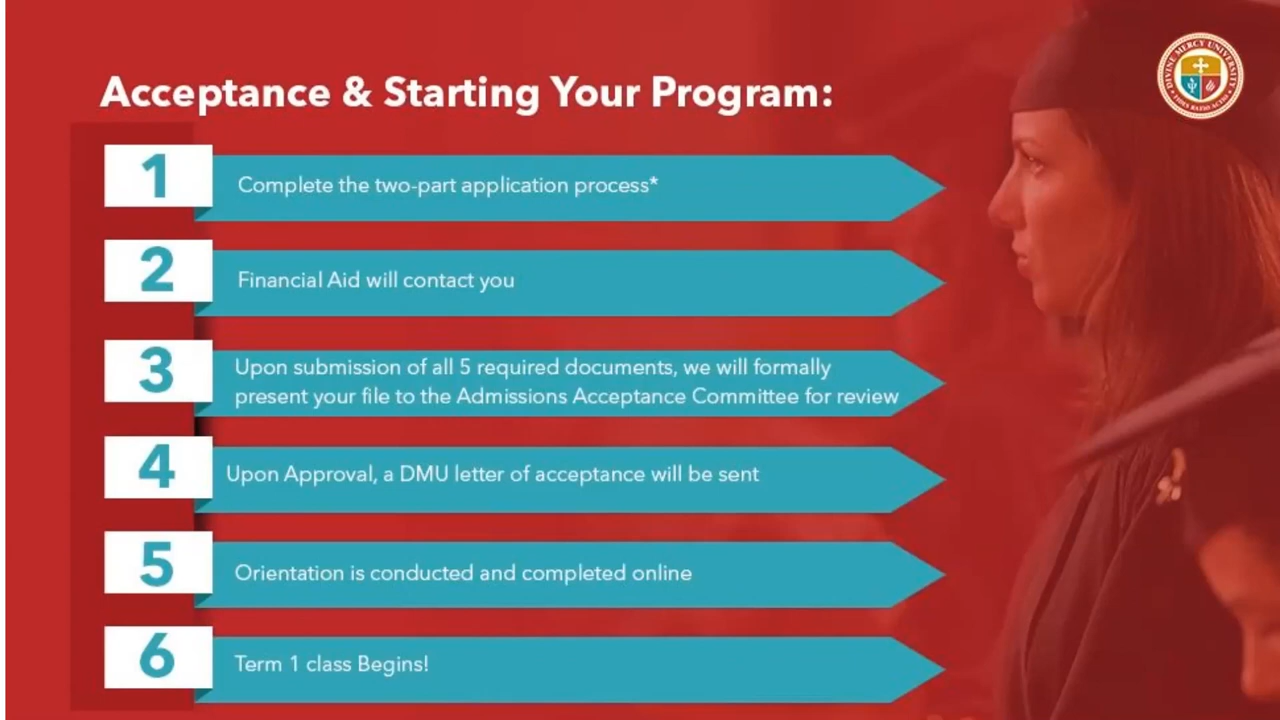 DIVINE MERCY UNIVERSITY
Acceptance & Starting Your Program:
1
Complete the two-part application process*
2
Financial Aid will contact you
3
Upon submission of all 5 required documents, we will formally
present your file to the Admissions Acceptance Committee for review
4
Upon Approval, a DMU letter of acceptance will be sent
5
Orientation is conducted and completed online
6
Term 1 class Begins!